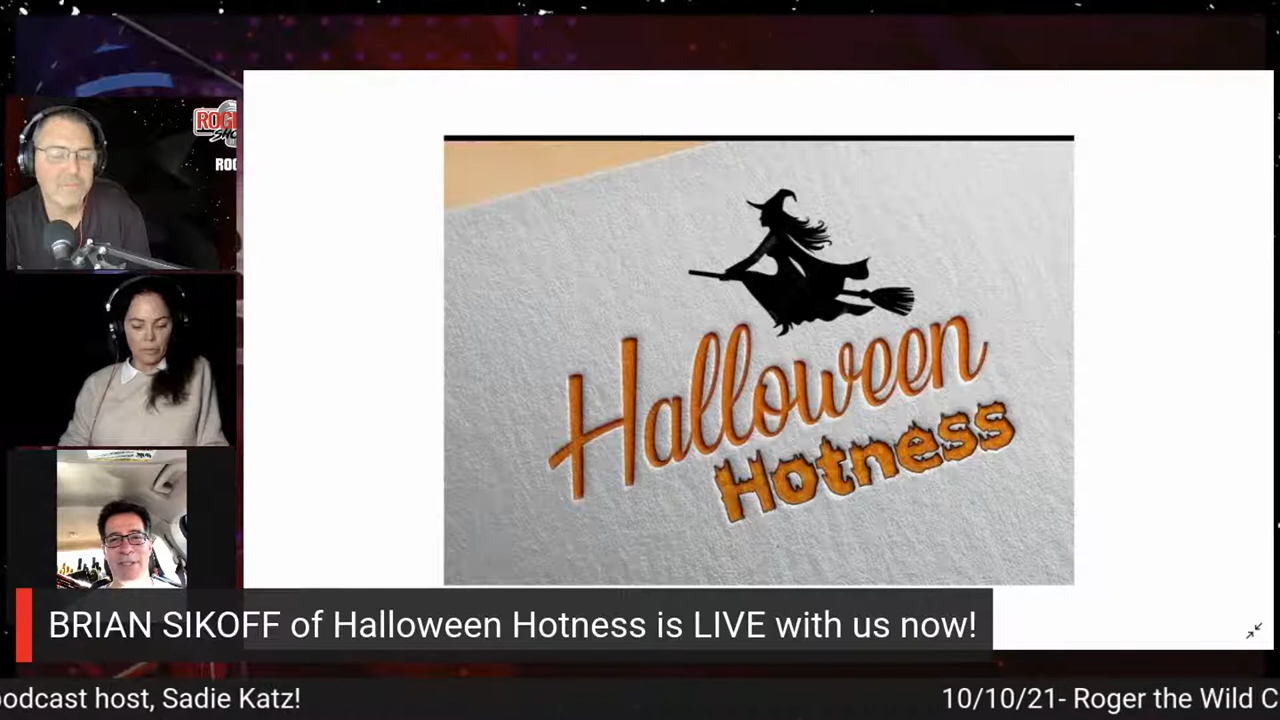 Halloween
Hotness
BRIAN SIKOFF of Halloween Hotness is LIVE with us now!
podcast host, Sadie Katz!
10/10/21- Roger the Wild C